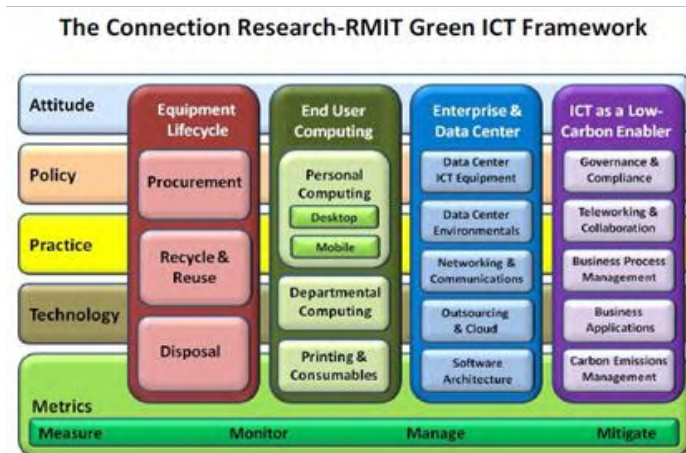 The Connection Research-RMIT Green ICT Framework
Attitude
Policy
Practice
Technology
Metrics
Equipment
Lifecycle
Procurement
Recycle &
Reuse
Disposal
End User
Computing
Personal
Computing
Desktop
Mobile
Departmental
Computing
Printing &
Consumables
Enterprise &
Data Center
Data Center
ICT Equipment
Data Center
Environmentals
Networking &
Communications
Outsourcing
& Cloud
Software
Architecture
ICT as a Low-
Carbon Enabler
Governance &
Compliance
Teleworking &
Collaboration
Business Process
Management
Business
Applications
Carbon Emissions
Management
Measure Monitor Manage Mitigate